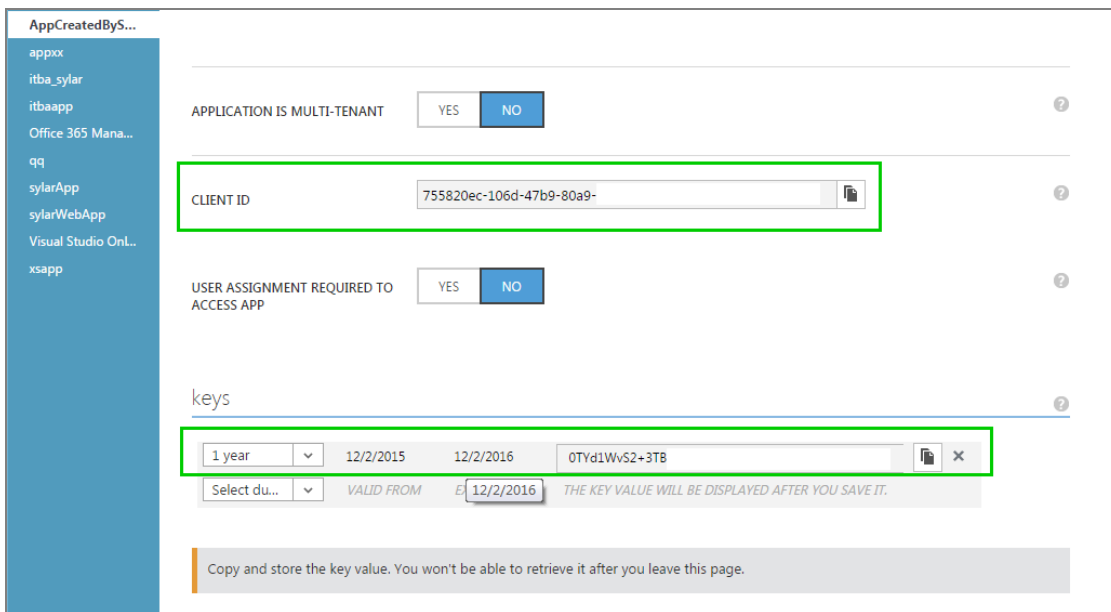 AppCreatedByS...
appxx
itba_sylar
itbaapp
Office 365 Mana...
qq
sylarApp
sylarWebApp
Visual Studio Onl...
xsapp
APPLICATION IS MULTI-TENANT YES NO ?
CLIENT ID 755820ec-106d-47b9-80a9- ?
USER ASSIGNMENT REQUIRED TO YES NO ?
ACCESS APP
keys ?
1 year 12/2/2015 12/2/2016 0TYd1WvS2+3TB
Select du... VALID FROM 12/2/2016 THE KEY VALUE WILL BE DISPLAYED AFTER YOU SAVE IT.
Copy and store the key value. You won't be able to retrieve it after you leave this page.